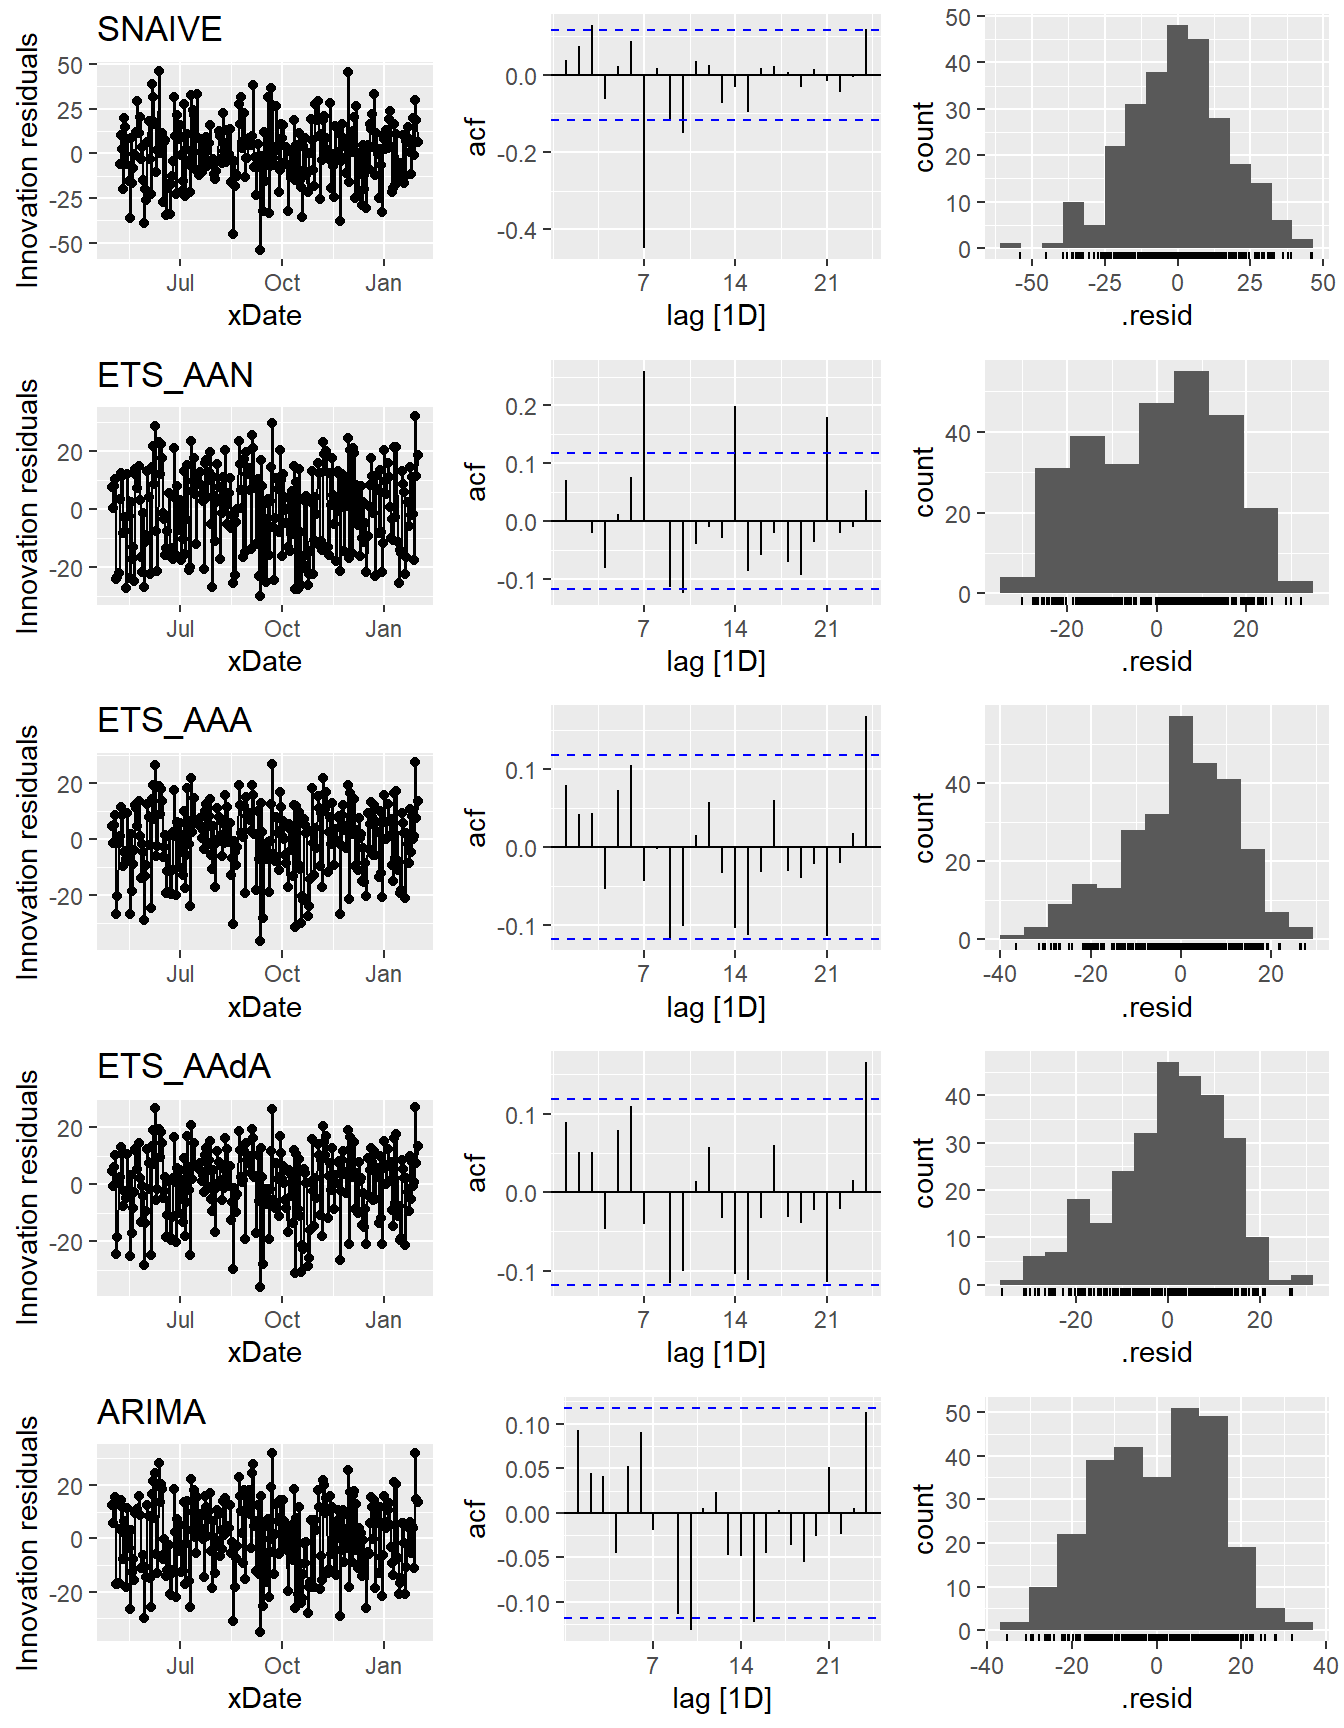 SNAIVE
Innovation residuals
50
25
0
-25
-50
Jul Oct Jan
xDate
acf
0.0
-0.2
-0.4
7 14 21
lag [1D]
count
50
40
30
20
10
0
-50 -25 0 25 50
.resid
ETS_AAN
Innovation residuals
20
0
-20
Jul Oct Jan
xDate
acf
0.2
0.1
0.0
-0.1
7 14 21
lag [1D]
count
40
20
0
-20 0 20
.resid
ETS_AAA
Innovation residuals
20
0
-20
Jul Oct Jan
xDate
acf
0.1
0.0
-0.1
7 14 21
lag [1D]
count
40
20
0
-40 -20 0 20
.resid
ETS_AAdA
Innovation residuals
20
0
-20
Jul Oct Jan
xDate
acf
0.1
0.0
-0.1
7 14 21
lag [1D]
count
40
30
20
10
0
-20 0 20
.resid
ARIMA
Innovation residuals
20
0
-20
Jul Oct Jan
xDate
acf
0.10
0.05
0.00
-0.05
-0.10
7 14 21
lag [1D]
count
50
40
30
20
10
0
-40 -20 0 20 40
.resid